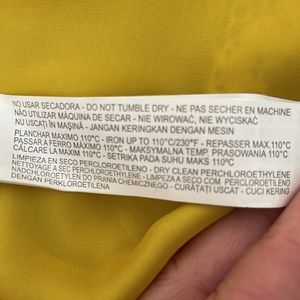 NO USAR SECADORA - DO NOT TUMBLE DRY - NE PAS SECHER EN MACHINE
NÃO UTILIZAR MÁQUINA DE SECAR - NIE WIROWAĆ, NIE WYCISKAĆ
NU USCAȚI ÎN MAȘINĂ - JANGAN KERINGKAN DENGAN MESIN
PLANCHAR MÁXIMO 110°C - IRON UP TO 110°C/230°F - REPASSER MAX.110°C
PASSAR A FERRO MÁXIMO 110°C - MAKSYMALNA TEMP. PRASOWANIA 110°C
CĂLCARE LA MAXIM 110°C - SETRIKA PADA SUHU MAKS 110°C
LIMPIEZA EN SECO PERCLOROETILENO - DRY CLEAN PERCHLOROETHYLENE
NETTOYAGE A SEC PERCHLOROETHYLENE - LIMPEZA A SECO COM PERCLOROETILENO
NADCHLOROETYLEN DO PRANIA CHEMICZNEGO - CURĂȚAȚI USCAT - CUCI KERING
DENGAN PERKLOROETILENA